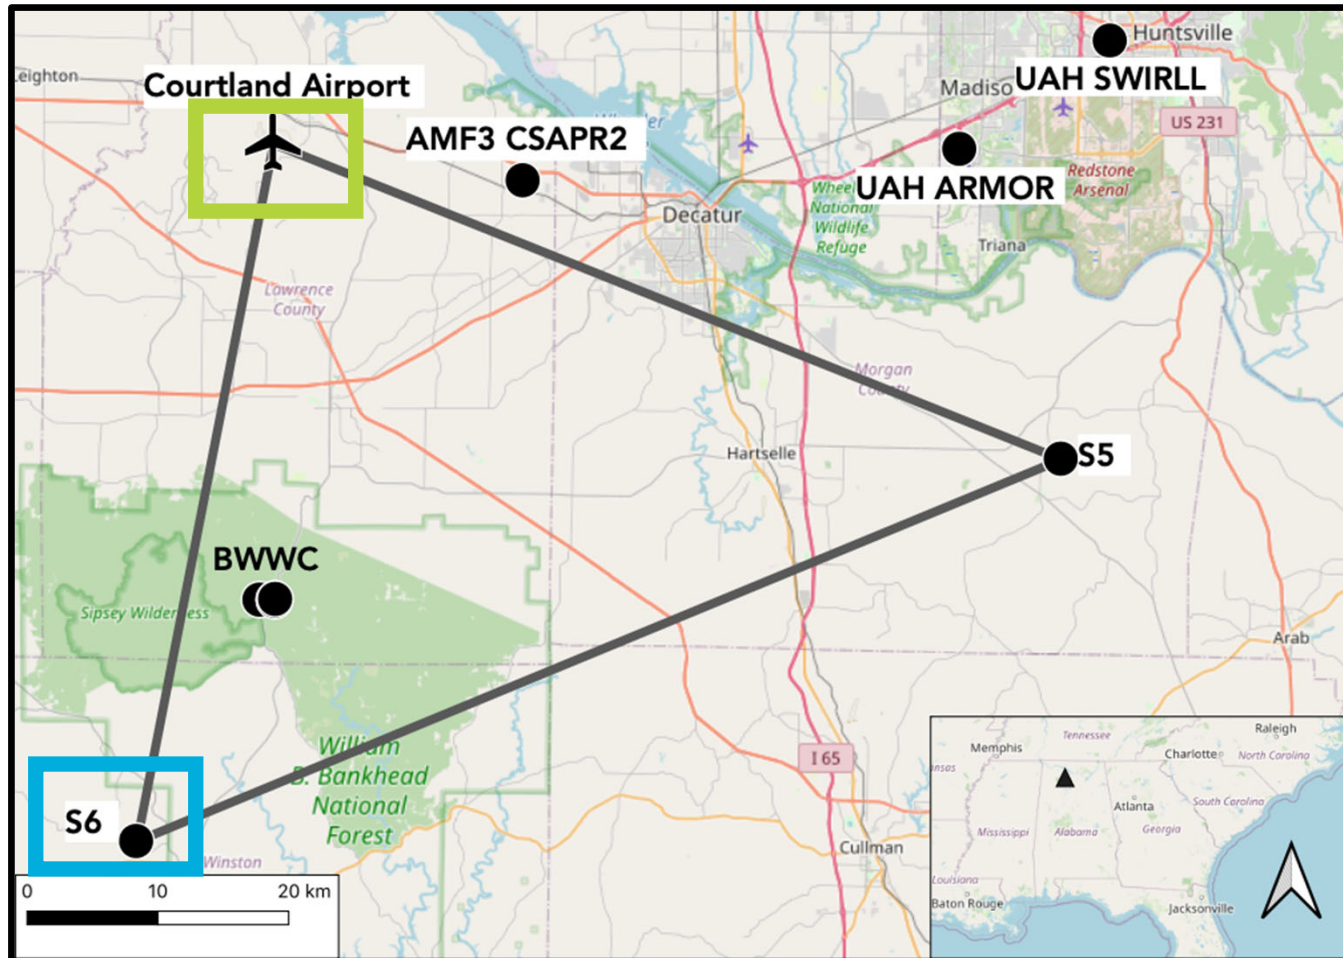 Leighton
Courtland Airport
AMF3 CSAPR2
Huntsville
UAH SWIRLL
US 231
UAH ARMOR
Redstone
Arsenal
National
Wildlife
Refuge
Decatur
Triana
Lawrence
County
Morgan
County
Hartselle
S5
BWWC
Sipsey Wilderness
Arab
William
B. Bankhead
National
Forest
I 65
S6
Winston
Cullman
0 10 20 km
Memphis
Tennessee
Raleigh
Charlotte
North Carolina
Atlanta
South Carolina
Mississippi
Alabama
Georgia
Louisiana
Baton Rouge
Jacksonville